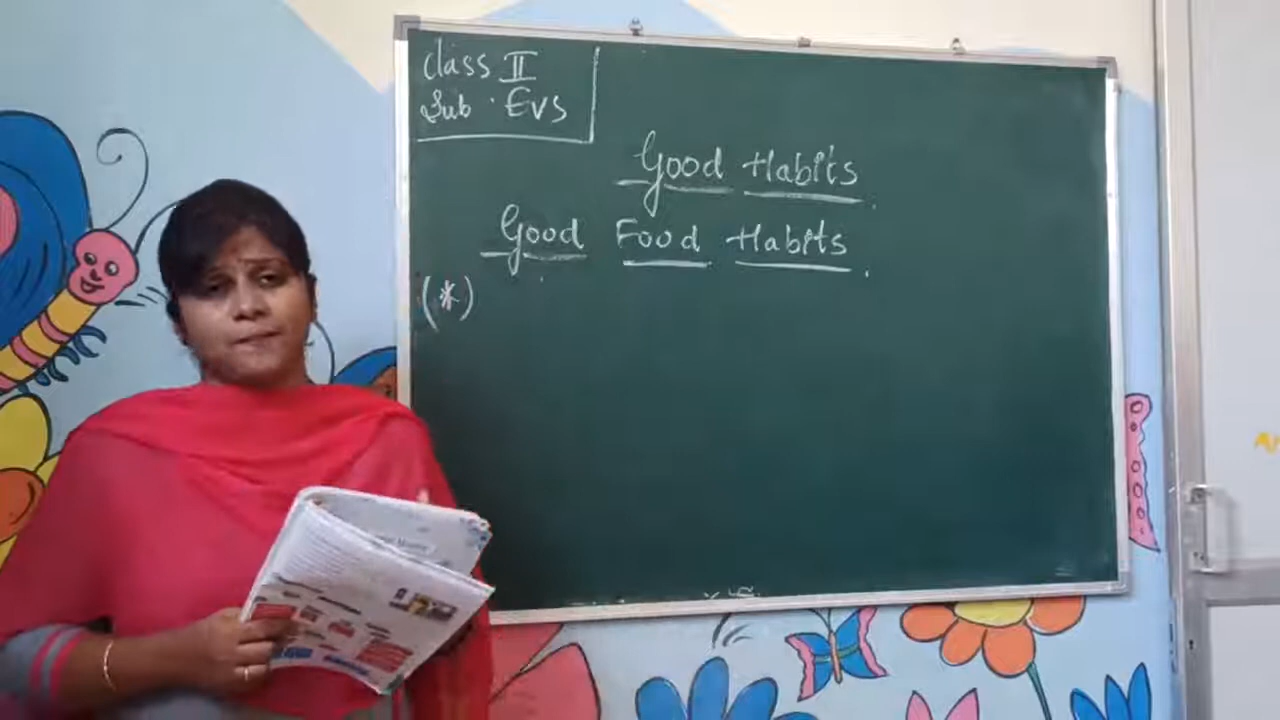 Class II
Sub . EVS
Good Habits.
Good Food Habits.
(*)